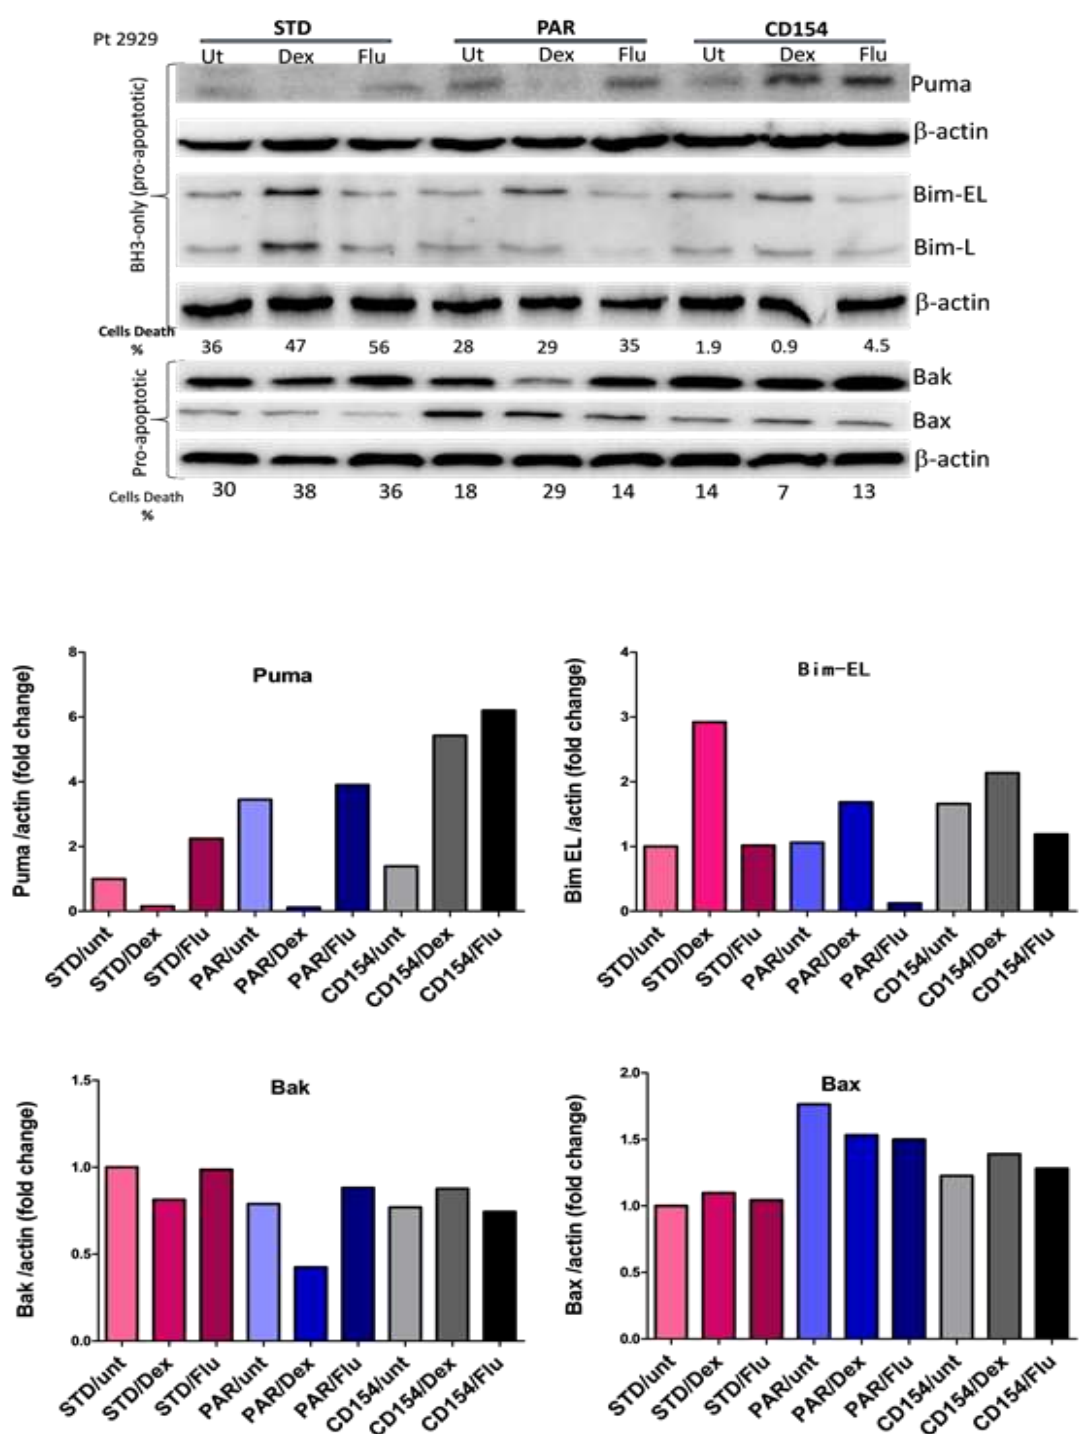 STD PAR CD154
Pt 2929
Ut Dex Flu Ut Dex Flu Ut Dex Flu
BH3-only (pro-apoptotic)
Puma
β-actin
Bim-EL
Bim-L
β-actin
Cells Death
%
36 47 56 28 29 35 1.9 0.9 4.5
Pro-apoptotic
Bak
Bax
β-actin
Cells Death
%
30 38 36 18 29 14 14 7 13
Puma
Puma /actin (fold change)
8
6
4
2
0
STD/unt STD/Dex STD/Flu PAR/unt PAR/Dex PAR/Flu CD154/unt CD154/Dex CD154/Flu
Bim-EL
Bim EL /actin (fold change)
4
3
2
1
0
STD/unt STD/Dex STD/Flu PAR/unt PAR/Dex PAR/Flu CD154/unt CD154/Dex CD154/Flu
Bak
Bak /actin (fold change)
1.5
1.0
0.5
0.0
STD/unt STD/Dex STD/Flu PAR/unt PAR/Dex PAR/Flu CD154/unt CD154/Dex CD154/Flu
Bax
Bax /actin (fold change)
2.0
1.5
1.0
0.5
0.0
STD/unt STD/Dex STD/Flu PAR/unt PAR/Dex PAR/Flu CD154/unt CD154/Dex CD154/Flu